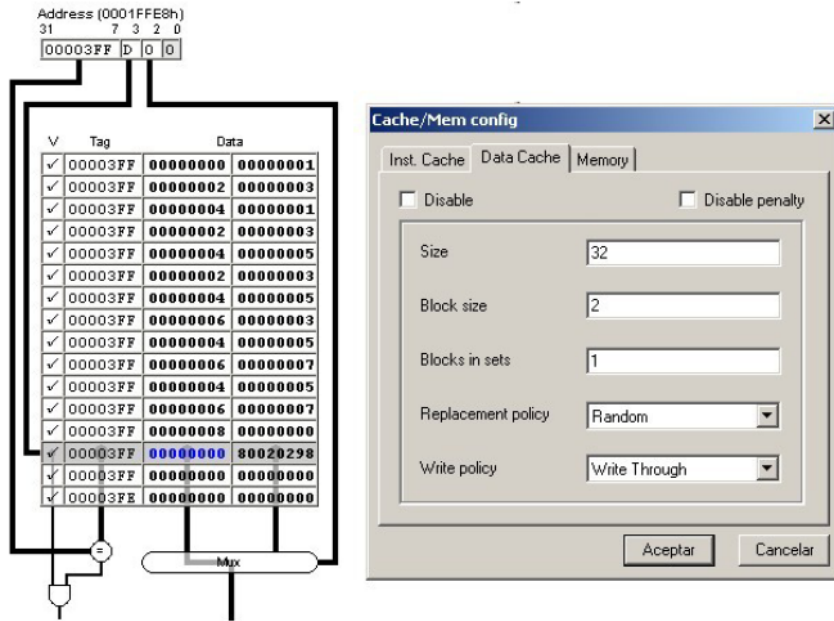 Address (0001FFE8h)
31 7 3 2 0
00003FF D 0 0
V Tag Data
✓ 00003FF 00000000 00000001
✓ 00003FF 00000002 00000003
✓ 00003FF 00000004 00000001
✓ 00003FF 00000002 00000003
✓ 00003FF 00000004 00000005
✓ 00003FF 00000002 00000003
✓ 00003FF 00000004 00000005
✓ 00003FF 00000006 00000003
✓ 00003FF 00000004 00000005
✓ 00003FF 00000006 00000007
✓ 00003FF 00000004 00000005
✓ 00003FF 00000006 00000007
✓ 00003FF 00000008 00000000
✓ 00003FF 00000000 80020298
✓ 00003FF 00000000 00000000
✓ 00003FE 00000000 00000000
=
Mux
Cache/Mem config
Inst. Cache Data Cache Memory
Disable Disable penalty
Size 32
Block size 2
Blocks in sets 1
Replacement policy Random
Write policy Write Through
Aceptar Cancelar